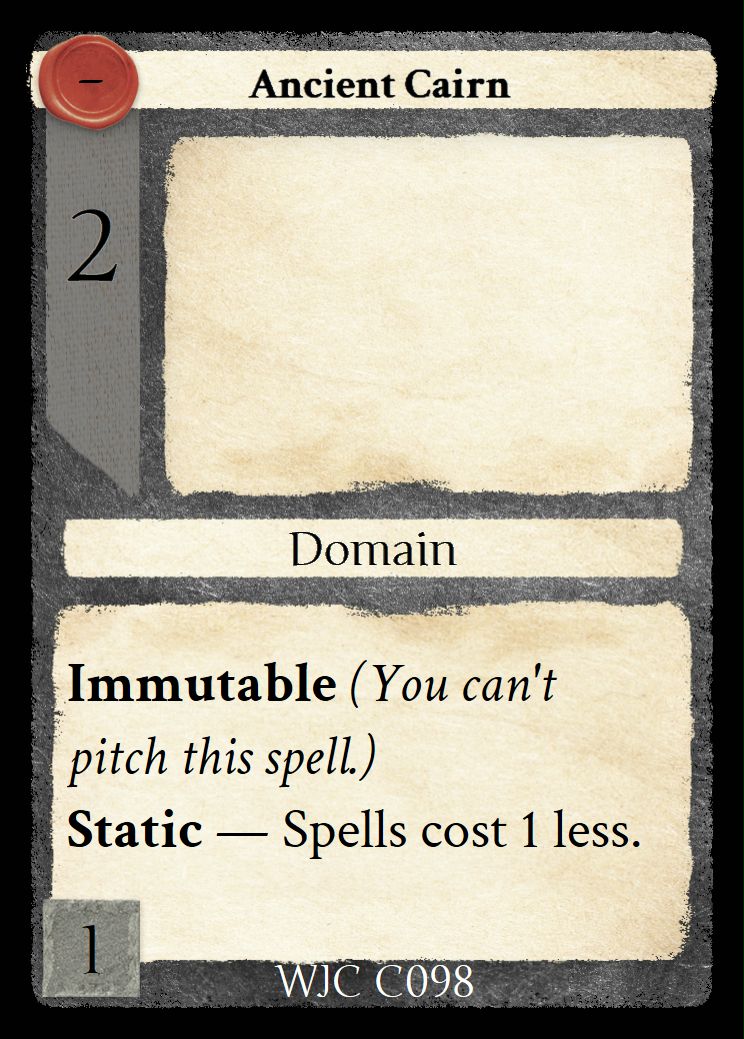 –
Ancient Cairn
2
Domain
Immutable (You can't
pitch this spell.)
Static — Spells cost 1 less.
1
WJC C098